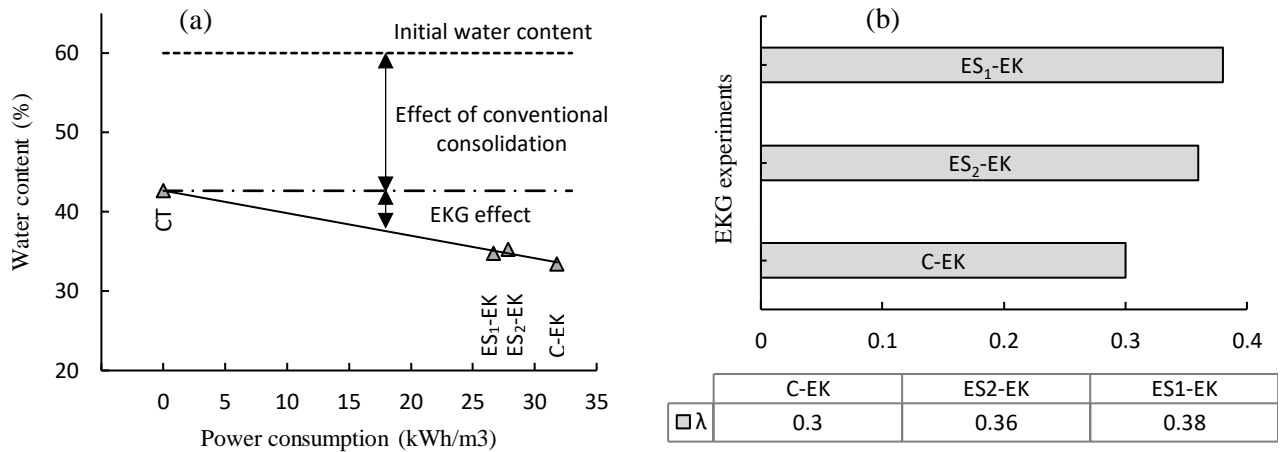 (a)
Water content (%)
60
50
40
30
20
Initial water content
Effect of conventional
consolidation
EKG effect
CT
ES₁-EK
ES₂-EK
C-EK
0 5 10 15 20 25 30 35
Power consumption (kWh/m3)
(b)
EKG experiments
ES₁-EK
ES₂-EK
C-EK
0 0.1 0.2 0.3 0.4
C-EK ES2-EK ES1-EK
λ 0.3 0.36 0.38